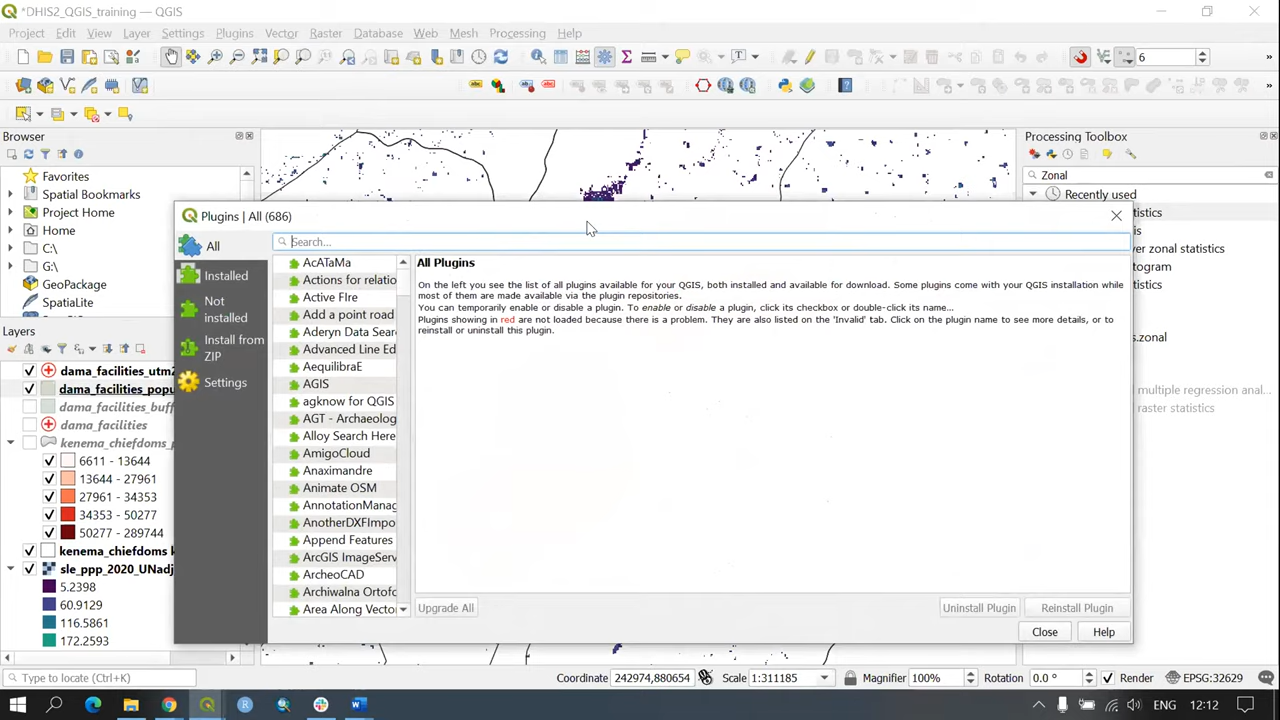 *DHIS2_QGIS_training — QGIS
Project Edit View Layer Settings Plugins Vector Raster Database Web Mesh Processing Help
6
Browser
Favorites
Spatial Bookmarks
Project Home
Home
C:\
G:\
GeoPackage
SpatiaLite
Layers
dama_facilities_utm2
dama_facilities_popu
dama_facilities_buff
dama_facilities
kenema_chiefdoms_p
6611 - 13644
13644 - 27961
27961 - 34353
34353 - 50277
50277 - 289744
kenema_chiefdoms k
sle_ppp_2020_UNadj
5.2398
60.9129
116.5861
172.2593
Plugins | All (686)
All
Installed
Not
installed
Install from
ZIP
Settings
Search...
AcATaMa
Actions for relatio
Active FIre
Add a point road
Aderyn Data Sear
Advanced Line Ed
AequilibraE
AGIS
agknow for QGIS
AGT - Archaeolog
Alloy Search Here
AmigoCloud
Anaximandre
Animate OSM
AnnotationManag
AnotherDXFImpo
Append Features
ArcGIS ImageServ
ArcheoCAD
Archiwalna Ortofo
Area Along Vecto
All Plugins
On the left you see the list of all plugins available for your QGIS, both installed and available for download. Some plugins come with your QGIS installation while
most of them are made available via the plugin repositories.
You can temporarily enable or disable a plugin. To enable or disable a plugin, click its checkbox or double-click its name...
Plugins showing in red are not loaded because there is a problem. They are also listed on the 'Invalid' tab. Click on the plugin name to see more details, or to
reinstall or uninstall this plugin.
Upgrade All
Uninstall Plugin
Reinstall Plugin
Close
Help
Processing Toolbox
Zonal
Recently used
tistics
is
ver zonal statistics
togram
s.zonal
multiple regression anal...
raster statistics
Type to locate (Ctrl+K)
Coordinate 242974,880654
Scale 1:311185
Magnifier 100%
Rotation 0.0 °
Render
EPSG:32629
ENG
12:12